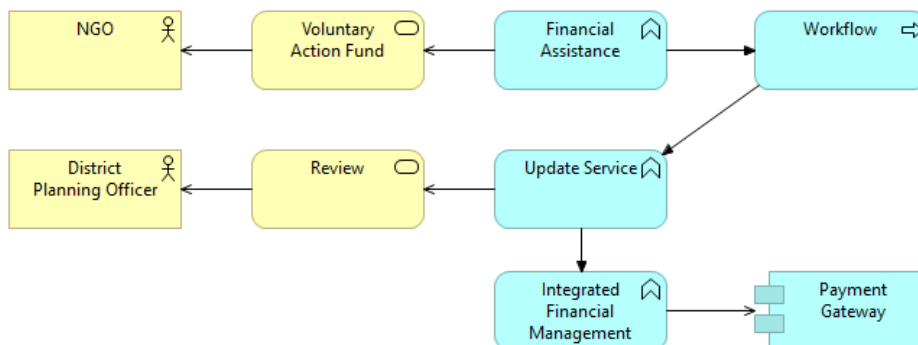 NGO
Voluntary
Action Fund
Financial
Assistance
Workflow
District
Planning Officer
Review
Update Service
Integrated
Financial
Management
Payment
Gateway